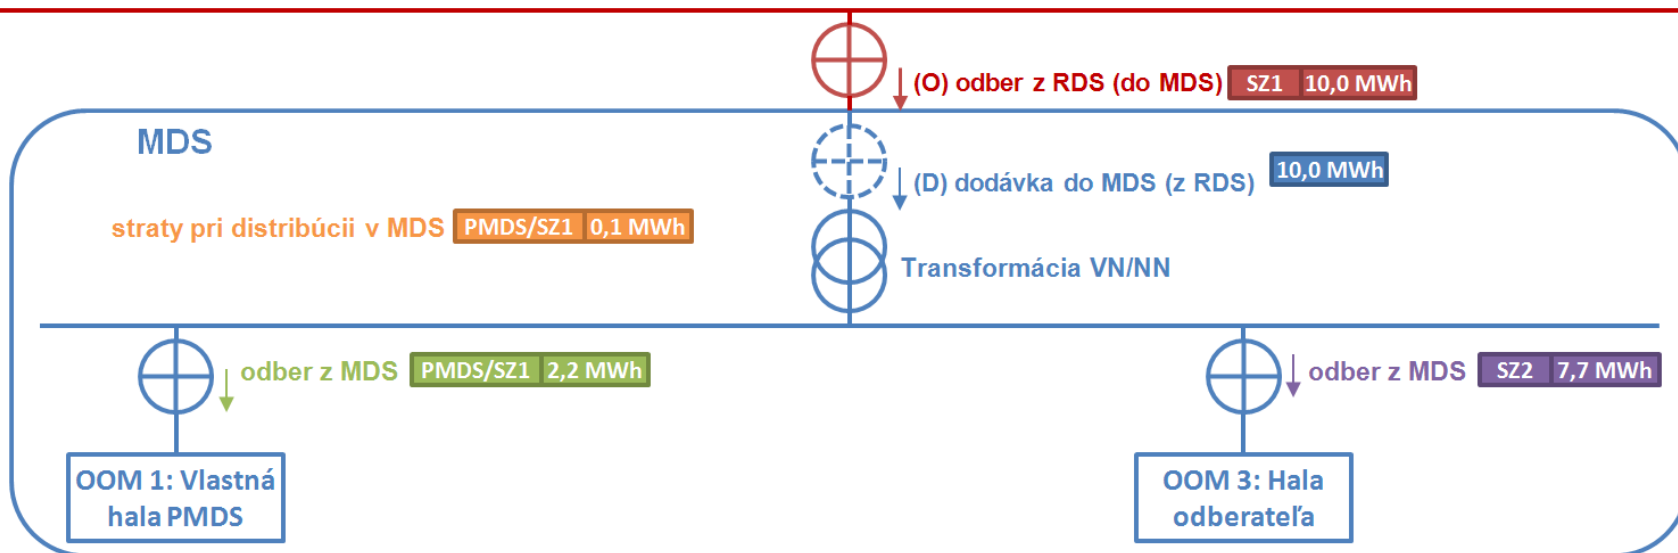 (O) odber z RDS (do MDS) SZ1 10,0 MWh
MDS
(D) dodávka do MDS (z RDS) 10,0 MWh
straty pri distribúcii v MDS PMDS/SZ1 0,1 MWh
Transformácia VN/NN
odber z MDS PMDS/SZ1 2,2 MWh
odber z MDS SZ2 7,7 MWh
OOM 1: Vlastná
hala PMDS
OOM 3: Hala
odberateľa